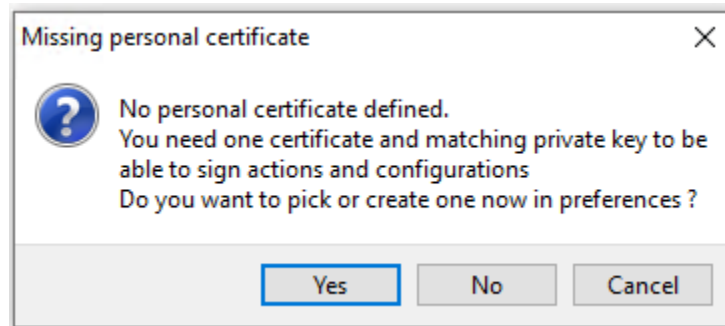 Missing personal certificate
No personal certificate defined.
You need one certificate and matching private key to be
able to sign actions and configurations
Do you want to pick or create one now in preferences ?
Yes No Cancel